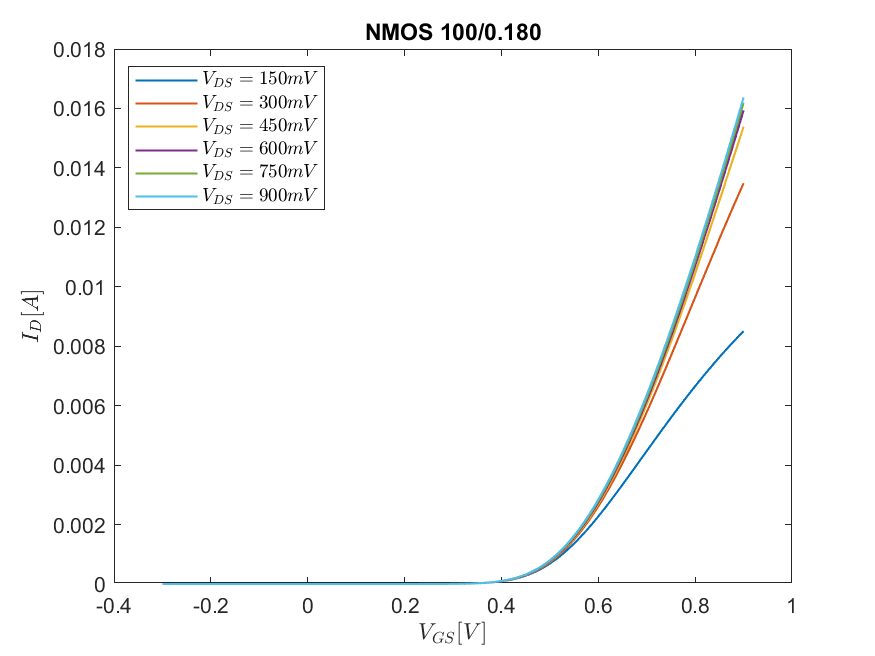 NMOS 100/0.180
0.018
0.016
0.014
0.012
0.01
0.008
0.006
0.004
0.002
0
V_DS = 150mV
V_DS = 300mV
V_DS = 450mV
V_DS = 600mV
V_DS = 750mV
V_DS = 900mV
I_D[A]
-0.4 -0.2 0 0.2 0.4 0.6 0.8 1
V_GS[V]